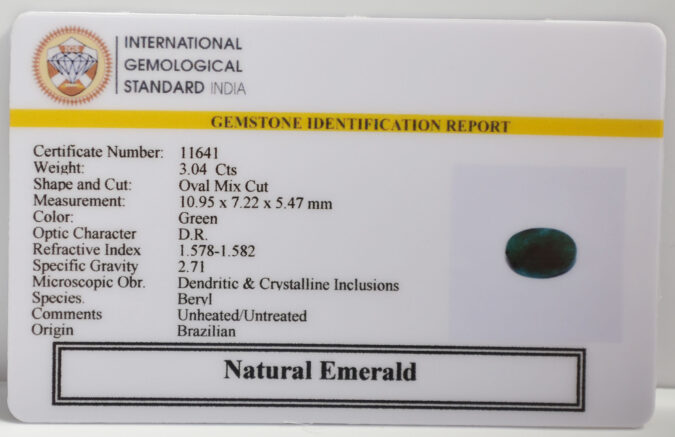 INTERNATIONAL
GEMOLOGICAL
STANDARD INDIA
GEMSTONE IDENTIFICATION REPORT
Certificate Number: 11641
Weight: 3.04 Cts
Shape and Cut: Oval Mix Cut
Measurement: 10.95 x 7.22 x 5.47 mm
Color: Green
Optic Character D.R.
Refractive Index 1.578-1.582
Specific Gravity 2.71
Microscopic Obr. Dendritic & Crystalline Inclusions
Species. Beryl
Comments Unheated/Untreated
Origin Brazilian
Natural Emerald